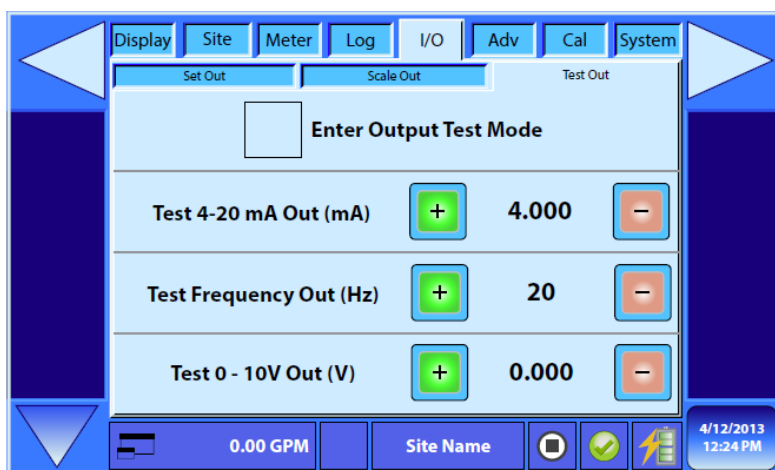 Display Site Meter Log I/O Adv Cal System
Set Out Scale Out Test Out
Enter Output Test Mode
Test 4-20 mA Out (mA) + 4.000 −
Test Frequency Out (Hz) + 20 −
Test 0 - 10V Out (V) + 0.000 −
0.00 GPM Site Name
4/12/2013
12:24 PM